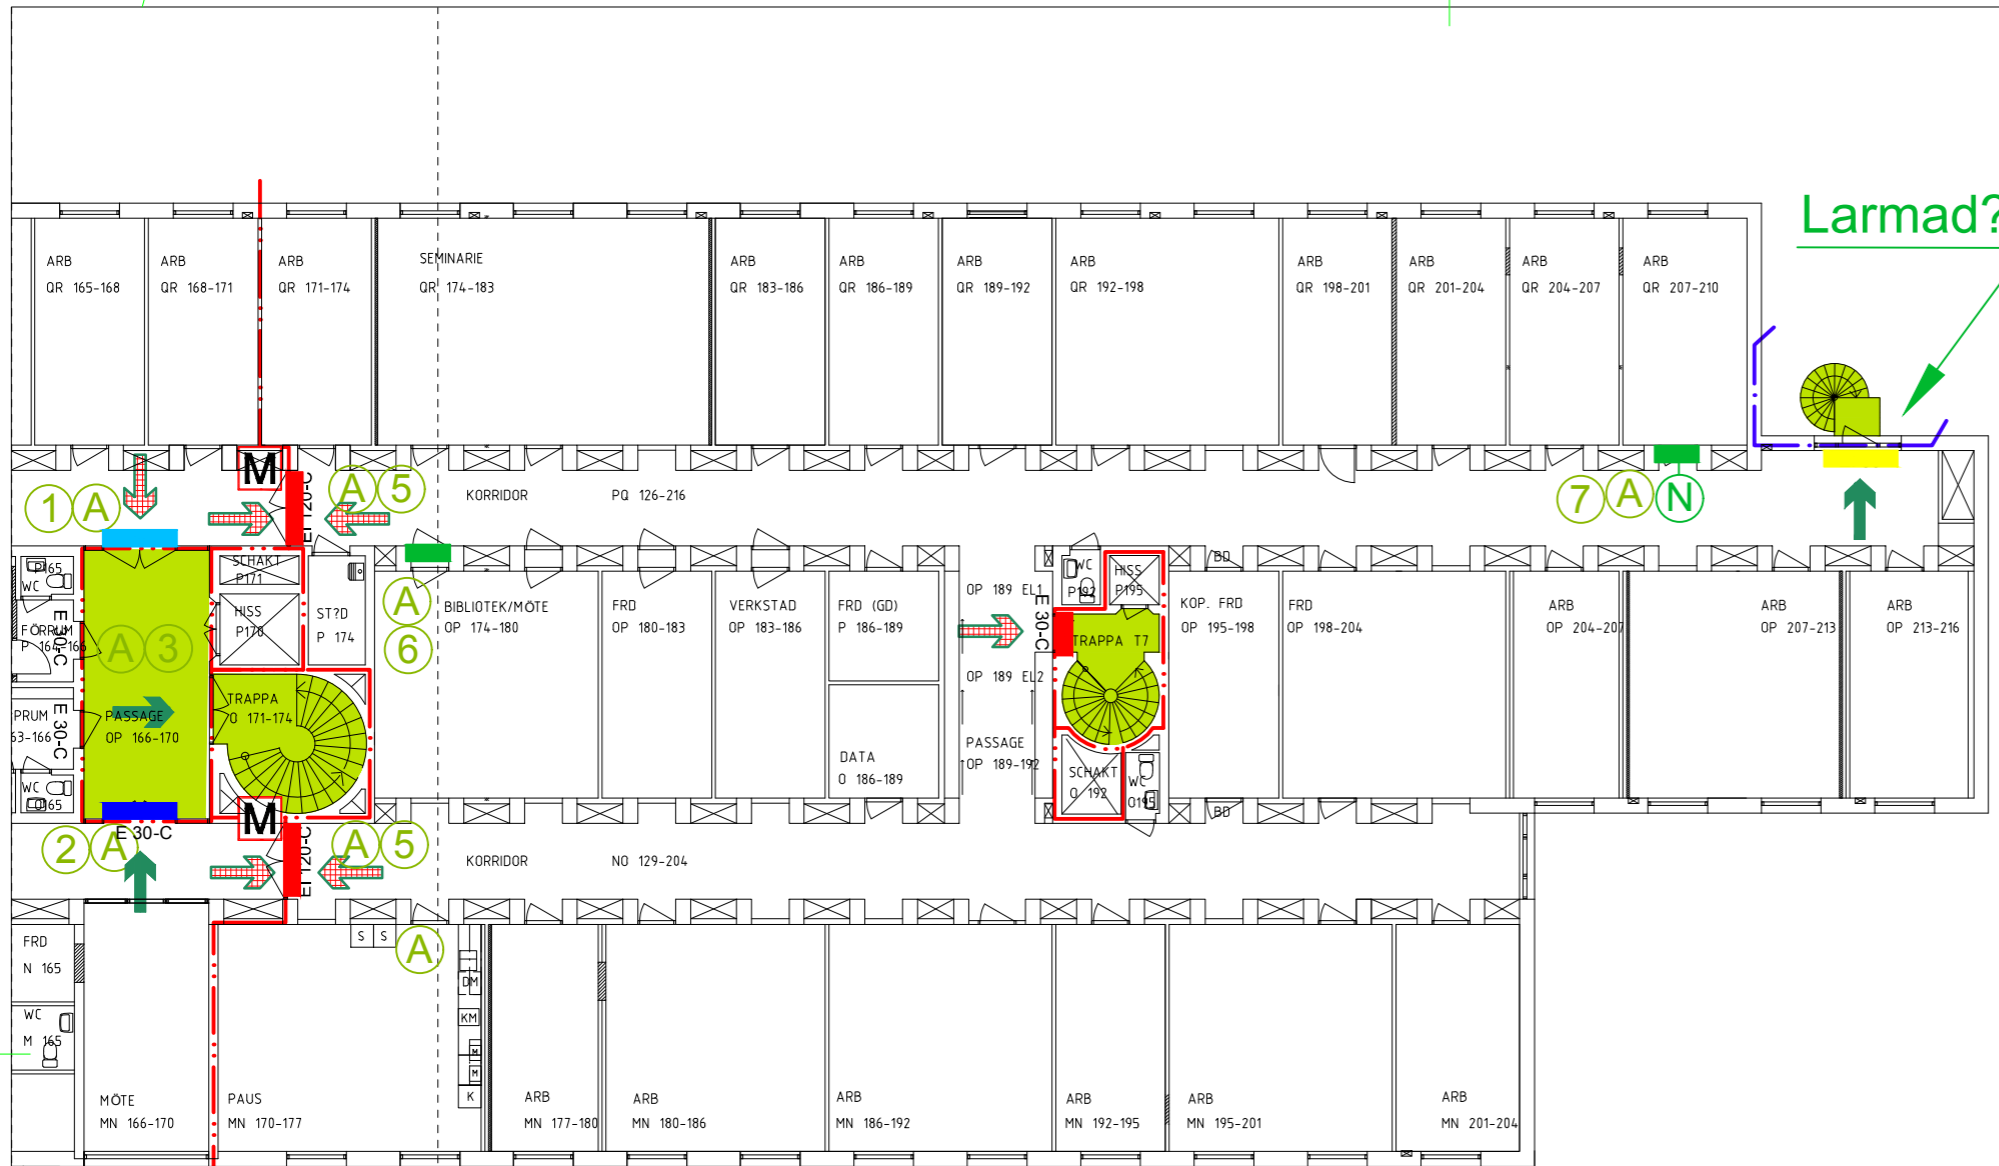 Larmad?
ARB
QR 165-168
ARB
QR 168-171
ARB
QR 171-174
SEMINARIE
QR 174-183
ARB
QR 183-186
ARB
QR 186-189
ARB
QR 189-192
ARB
QR 192-198
ARB
QR 198-201
ARB
QR 201-204
ARB
QR 204-207
ARB
QR 207-210
M
1 A
EI 120-C
A 5
KORRIDOR PQ 126-216
7 A N
P165
WC
FÖRRUM
P 164-166
E 30-C
A 3
SCHAKT
P171
HISS
P170
ST?D
P 174
A
6
BIBLIOTEK/MÖTE
OP 174-180
FRD
OP 180-183
VERKSTAD
OP 183-186
FRD (GD)
P 186-189
OP 189 EL1
E 30-C
WC
P192
HISS
P195
BD
KOP. FRD
OP 195-198
FRD
OP 198-204
ARB
OP 204-207
ARB
OP 207-213
ARB
OP 213-216
TRAPPA T7
OP 189 EL2
PRUM
63-166
E 30-C
PASSAGE
OP 166-170
TRAPPA
O 171-174
DATA
O 186-189
PASSAGE
OP 189-192
SCHAKT
O 192
WC
O195
BD
WC
O165
M
E 30-C
2 A
EI 120-C
A 5
KORRIDOR NO 129-204
FRD
N 165
WC
M 165
S S
A
DM
KM
M
M
K
MÖTE
MN 166-170
PAUS
MN 170-177
ARB
MN 177-180
ARB
MN 180-186
ARB
MN 186-192
ARB
MN 192-195
ARB
MN 195-201
ARB
MN 201-204